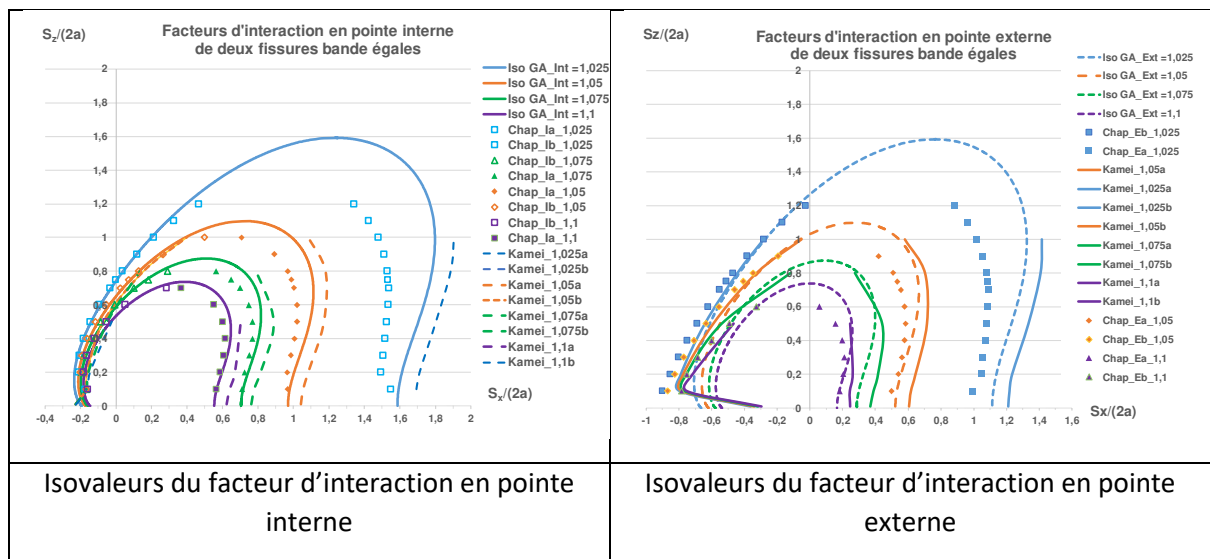 Sz/(2a)
Facteurs d'interaction en pointe interne
de deux fissures bande égales
2
1,8
1,6
1,4
1,2
1
0,8
0,6
0,4
0,2
0
-0,4
-0,2
0
0,2
0,4
0,6
0,8
1
1,2
1,4
1,6
1,8
2
Sx/(2a)
Iso GA_Int =1,025
Iso GA_Int =1,05
Iso GA_Int =1,075
Iso GA_Int =1,1
Chap_Ia_1,025
Chap_Ib_1,025
Chap_Ib_1,075
Chap_Ia_1,075
Chap_Ia_1,05
Chap_Ib_1,05
Chap_Ib_1,1
Chap_Ia_1,1
Kamei_1,025a
Kamei_1,025b
Kamei_1,05a
Kamei_1,05b
Kamei_1,075a
Kamei_1,075b
Kamei_1,1a
Kamei_1,1b
Sz/(2a)
Facteurs d'interaction en pointe externe
de deux fissures bande égales
2
1,8
1,6
1,4
1,2
1
0,8
0,6
0,4
0,2
0
-1
-0,8
-0,6
-0,4
-0,2
0
0,2
0,4
0,6
0,8
1
1,2
1,4
1,6
Sx/(2a)
Iso GA_Ext =1,025
Iso GA_Ext =1,05
Iso GA_Ext =1,075
Iso GA_Ext =1,1
Chap_Eb_1,025
Chap_Ea_1,025
Kamei_1,05a
Kamei_1,025a
Kamei_1,025b
Kamei_1,05b
Kamei_1,075a
Kamei_1,075b
Kamei_1,1a
Kamei_1,1b
Chap_Ea_1,05
Chap_Eb_1,05
Chap_Ea_1,1
Chap_Eb_1,1
Isovaleurs du facteur d'interaction en pointe
interne
Isovaleurs du facteur d'interaction en pointe
externe